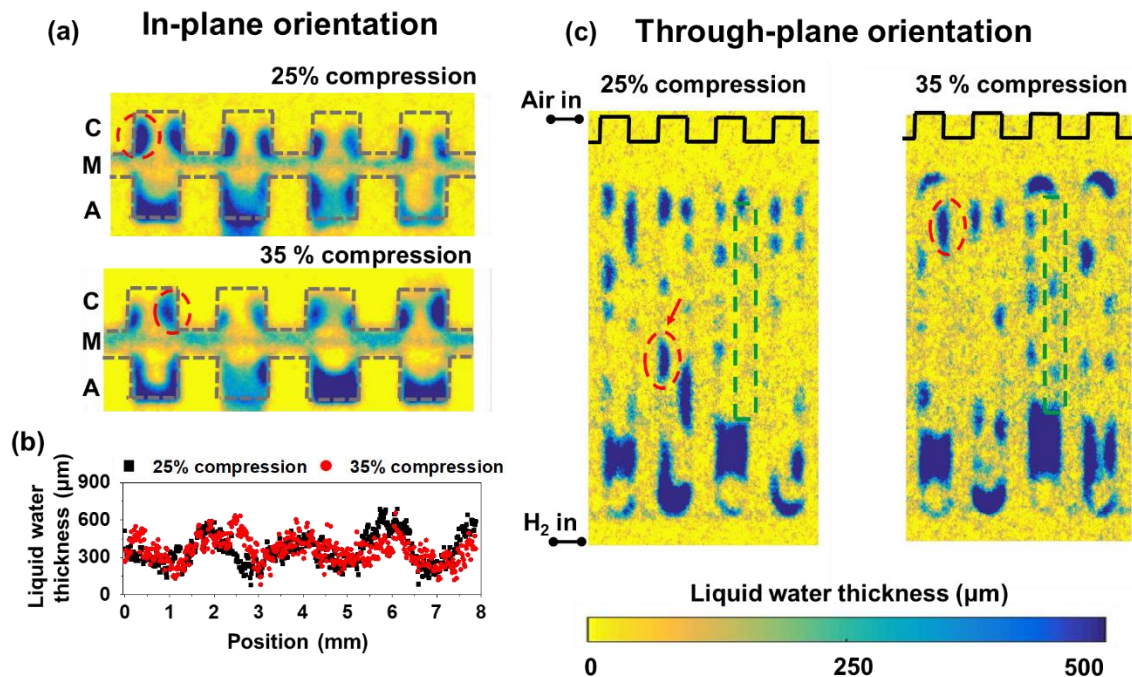 (a)
In-plane orientation
25% compression
C
M
A
35 % compression
C
M
A
(b)
25% compression
35% compression
Liquid water
thickness (µm)
900
600
300
0
0 1 2 3 4 5 6 7 8
Position (mm)
(c)
Through-plane orientation
25% compression
35 % compression
Air in
H₂ in
Liquid water thickness (µm)
0 250 500